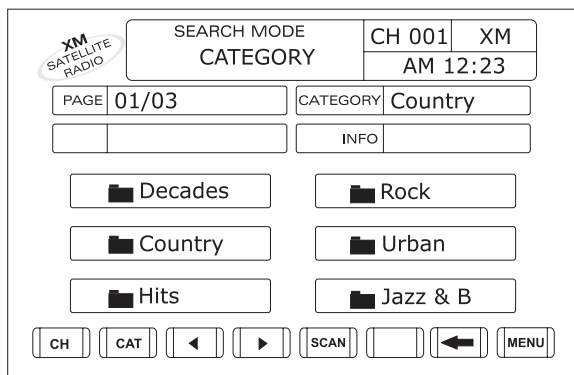 XM
SATELLITE
RADIO
SEARCH MODE
CATEGORY
CH 001 XM
AM 12:23
PAGE 01/03
CATEGORY Country
INFO
Decades
Rock
Country
Urban
Hits
Jazz & B
CH CAT SCAN MENU